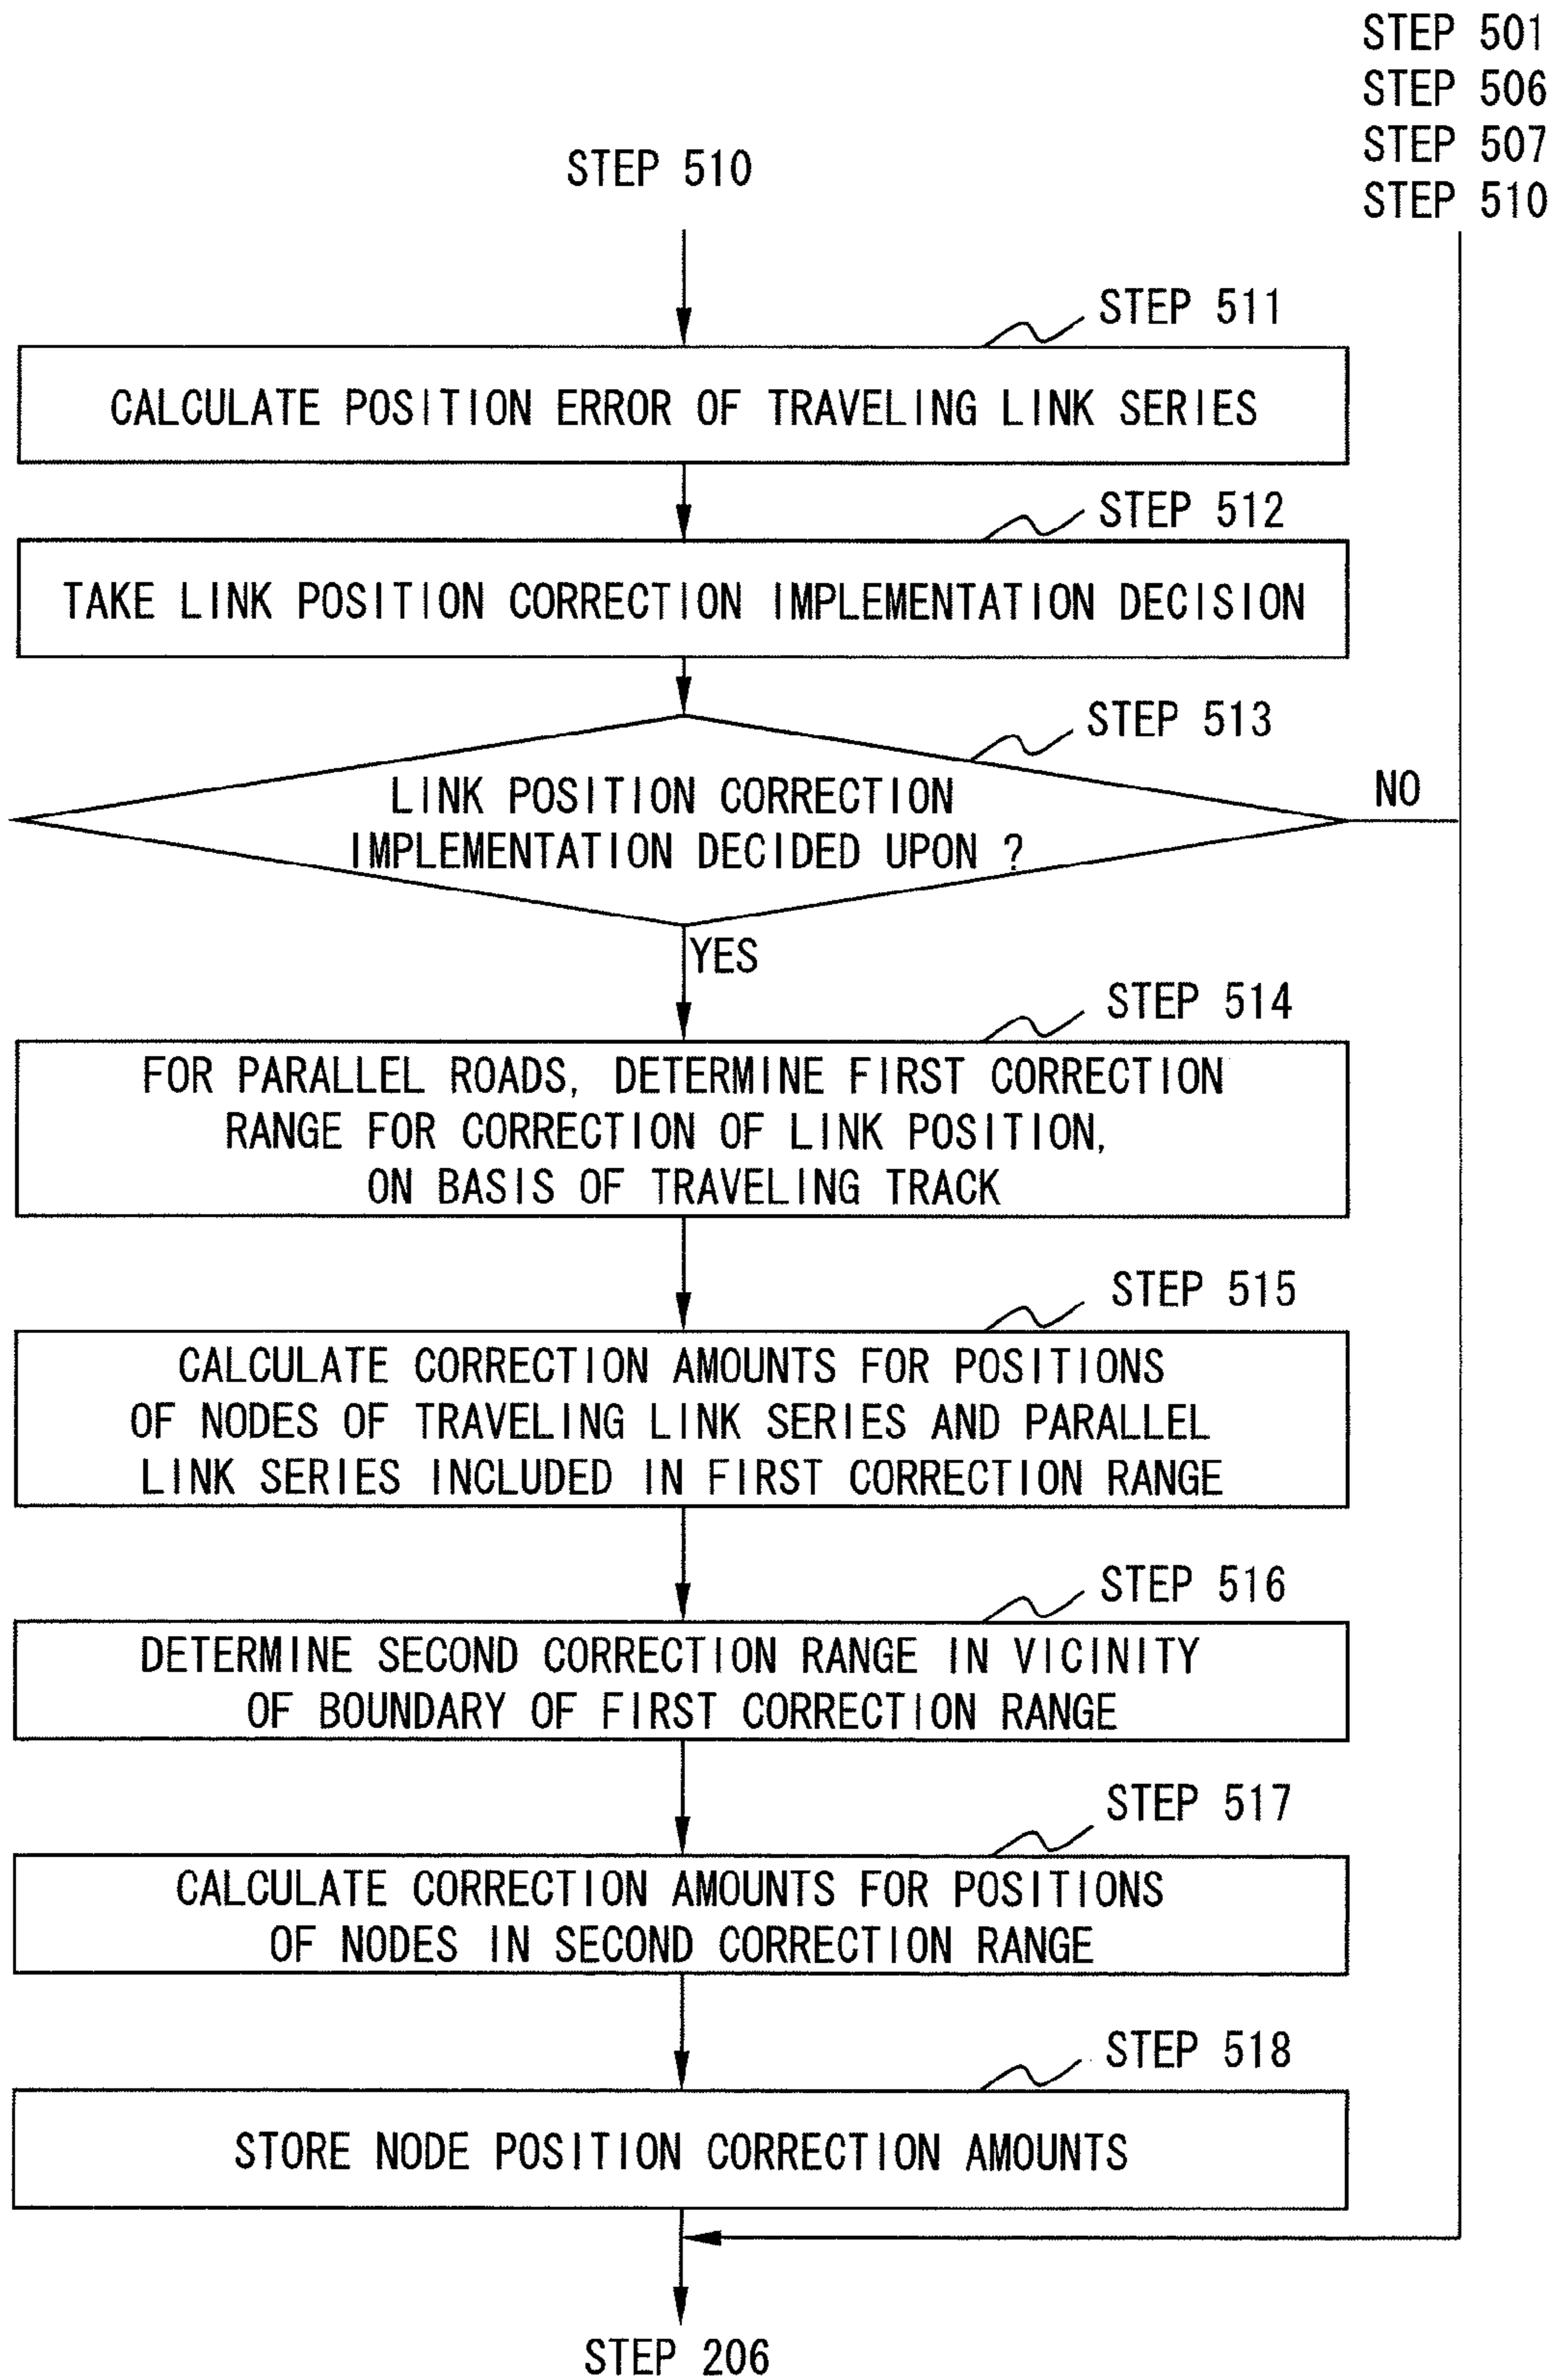 STEP 501
STEP 506
STEP 507
STEP 510
STEP 510
STEP 511
CALCULATE POSITION ERROR OF TRAVELING LINK SERIES
STEP 512
TAKE LINK POSITION CORRECTION IMPLEMENTATION DECISION
STEP 513
LINK POSITION CORRECTION
IMPLEMENTATION DECIDED UPON ?
NO
YES
STEP 514
FOR PARALLEL ROADS, DETERMINE FIRST CORRECTION
RANGE FOR CORRECTION OF LINK POSITION,
ON BASIS OF TRAVELING TRACK
STEP 515
CALCULATE CORRECTION AMOUNTS FOR POSITIONS
OF NODES OF TRAVELING LINK SERIES AND PARALLEL
LINK SERIES INCLUDED IN FIRST CORRECTION RANGE
STEP 516
DETERMINE SECOND CORRECTION RANGE IN VICINITY
OF BOUNDARY OF FIRST CORRECTION RANGE
STEP 517
CALCULATE CORRECTION AMOUNTS FOR POSITIONS
OF NODES IN SECOND CORRECTION RANGE
STEP 518
STORE NODE POSITION CORRECTION AMOUNTS
STEP 206